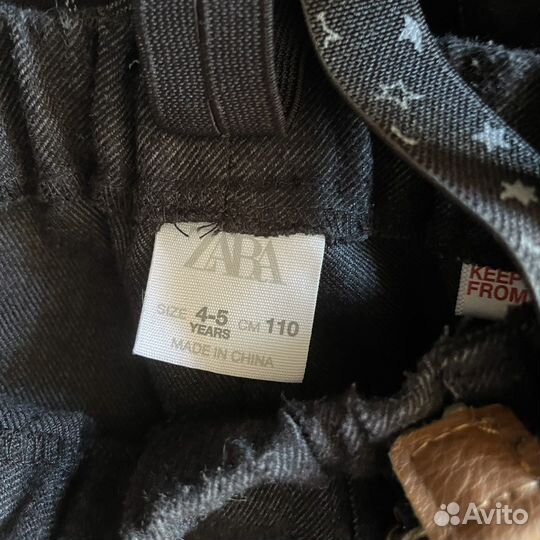 ZARA
SIZE 4-5 YEARS CM 110
MADE IN CHINA
KEEP
FROM
Avito